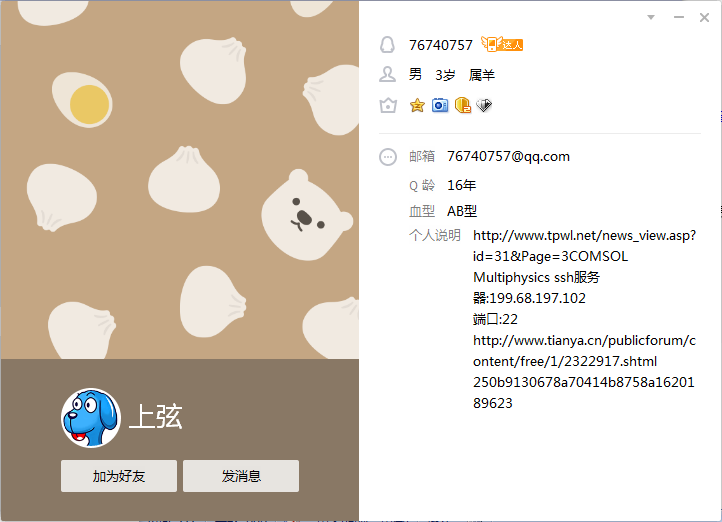 76740757 达人
男 3岁 属羊
邮箱 76740757@qq.com
Q 龄 16年
血型 AB型
个人说明 http://www.tpwl.net/news_view.asp?
id=31&Page=3COMSOL
Multiphysics ssh服务
器:199.68.197.102
端口:22
http://www.tianya.cn/publicforum/c
ontent/free/1/2322917.shtml
250b9130678a70414b8758a16201
89623
上弦
加为好友 发消息